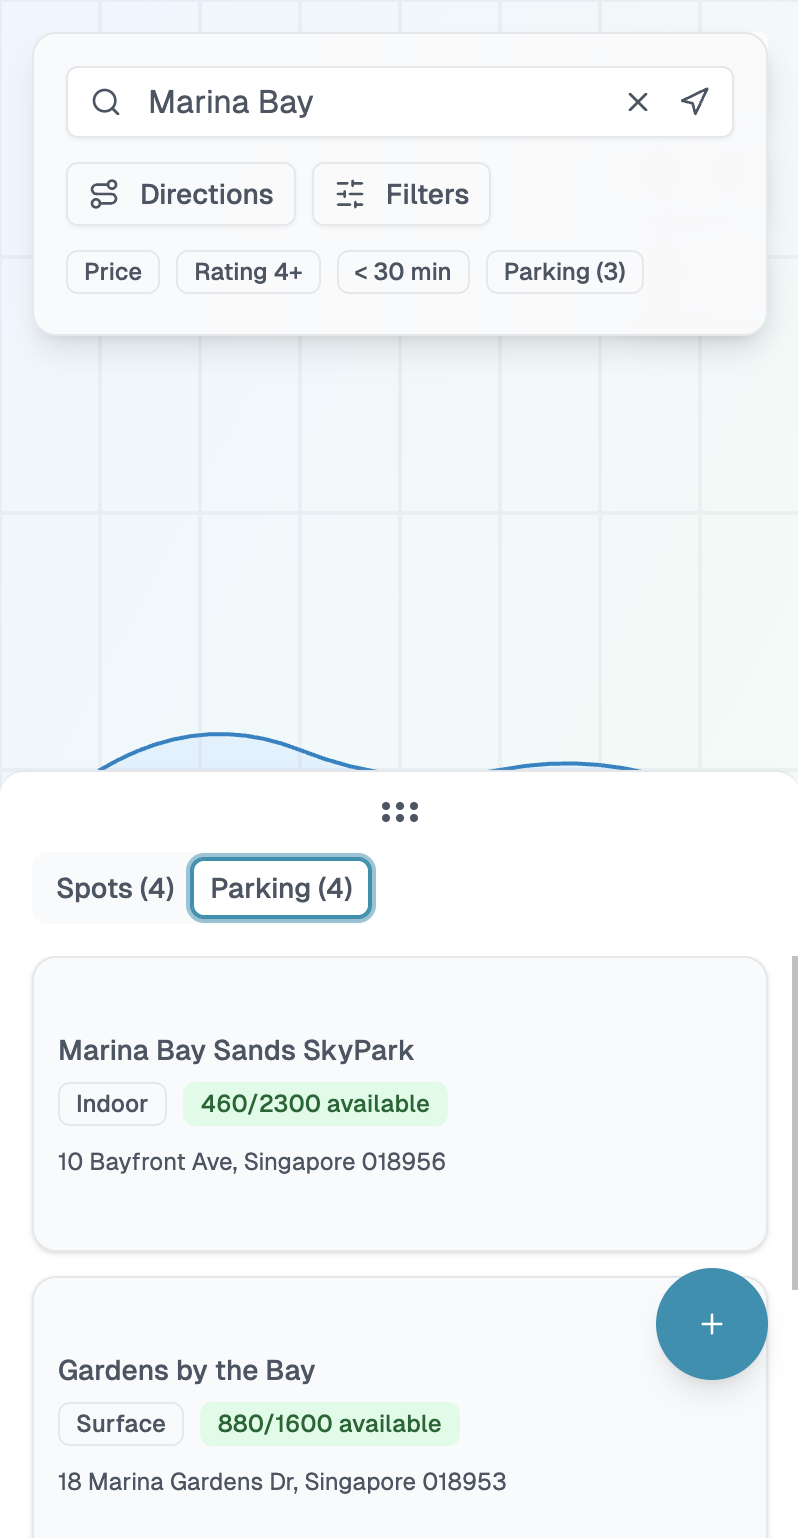 Marina Bay
Directions Filters
Price Rating 4+ < 30 min Parking (3)
Spots (4) Parking (4)
Marina Bay Sands SkyPark
Indoor 460/2300 available
10 Bayfront Ave, Singapore 018956
Gardens by the Bay
Surface 880/1600 available
18 Marina Gardens Dr, Singapore 018953